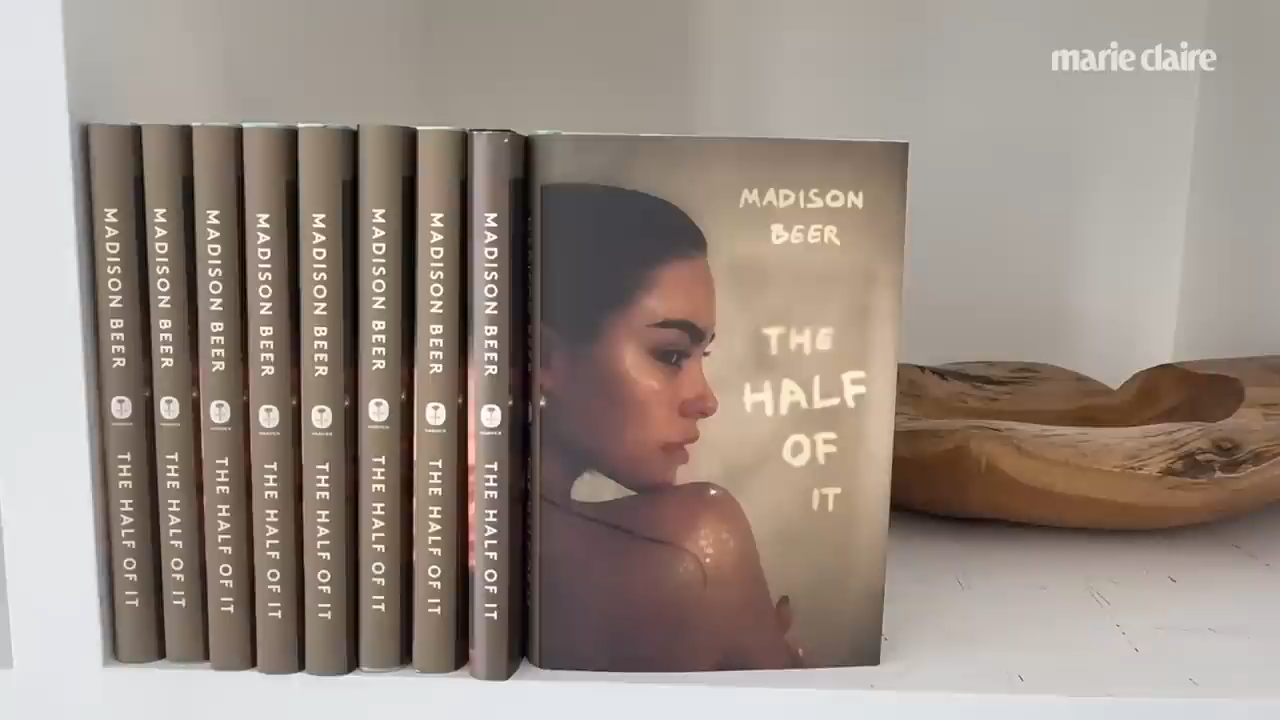 marie claire
MADISON BEER THE HALF OF IT
MADISON BEER THE HALF OF IT
MADISON BEER THE HALF OF IT
MADISON BEER THE HALF OF IT
MADISON BEER THE HALF OF IT
MADISON BEER THE HALF OF IT
MADISON BEER THE HALF OF IT
MADISON BEER THE HALF OF IT
MADISON
BEER
THE
HALF
OF
IT